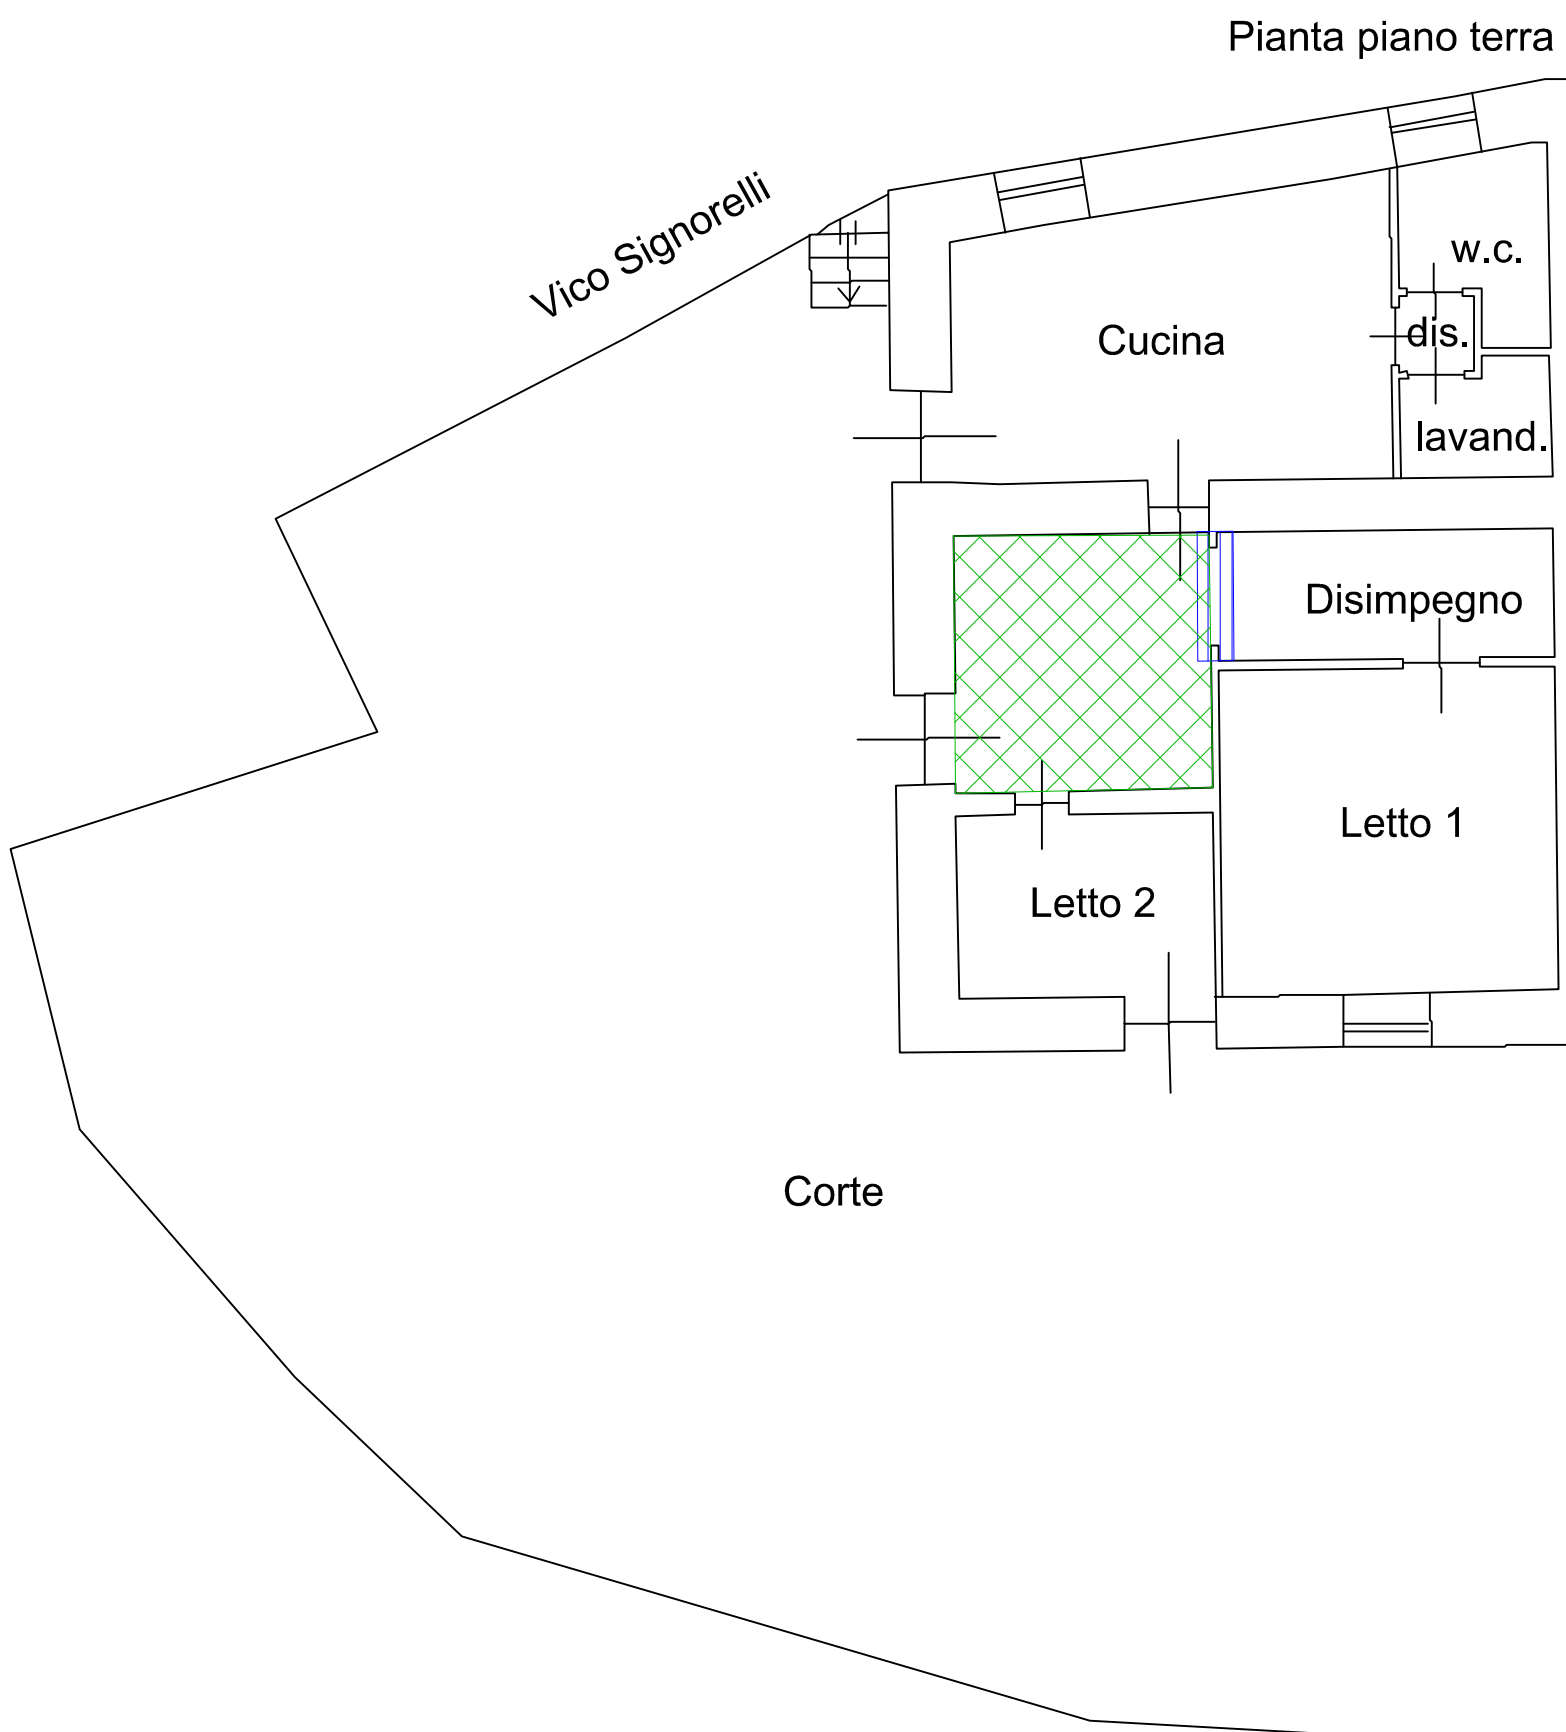 Pianta piano terra
Vico Signorelli
w.c.
dis.
Cucina
lavand.
Disimpegno
Letto 1
Letto 2
Corte